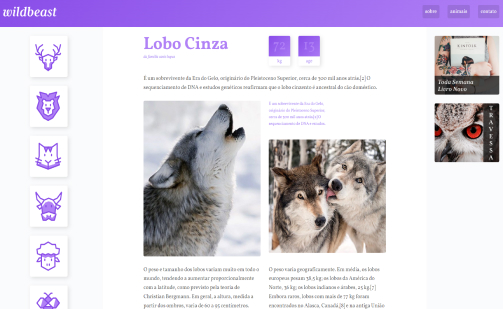 wildbeast
sobre
animais
contato
Lobo Cinza
da família canis lupus
72
kg
13
age
É um sobrevivente da Era do Gelo, originário do Pleistoceno Superior, cerca de 300 mil anos atrás.[2] O
sequenciamento de DNA e estudos genéticos reafirmam que o lobo cinzento é ancestral do cão doméstico.
É um sobrevivente da Era do Gelo,
originário do Pleistoceno Superior,
cerca de 300 mil anos atrás.[2] O
sequenciamento de DNA e estudos
O peso e tamanho dos lobos variam muito em todo o
mundo, tendendo a aumentar proporcionalmente
com a latitude, como previsto pela teoria de
Christian Bergmann. Em geral, a altura, medida a
partir dos ombros, varia de 60 a 95 centímetros.
O peso varia geograficamente. Em média, os lobos
europeus pesam 38,5 kg; os lobos da América do
Norte, 36 kg; os lobos indianos e árabes, 25 kg[7]
Embora raros, lobos com mais de 77 kg foram
encontrados no Alasca, Canadá,[8] e na antiga União
Toda Semana
Livro Novo
TRAVESSA